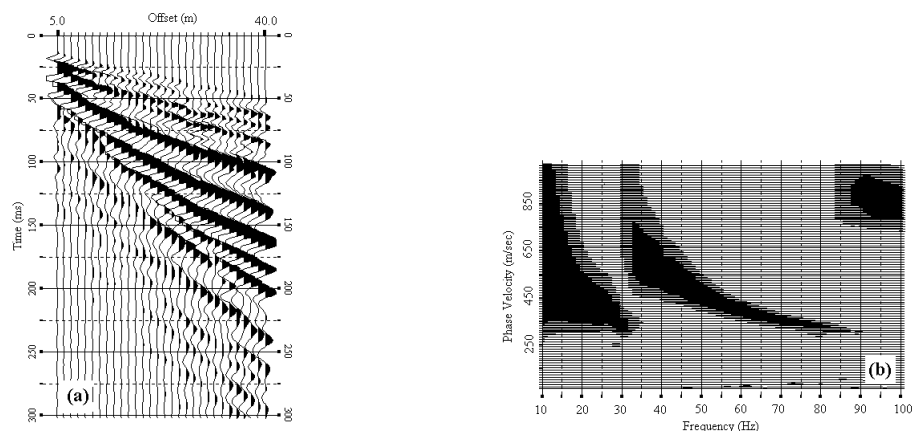 Offset (m)
5.0 40.0
0 0
50 50
100 100
150 150
200 200
250 250
300 300
Time (ms)
(a)
Phase Velocity (m/sec)
850
650
450
250
(b)
10 20 30 40 50 60 70 80 90 100
Frequency (Hz)